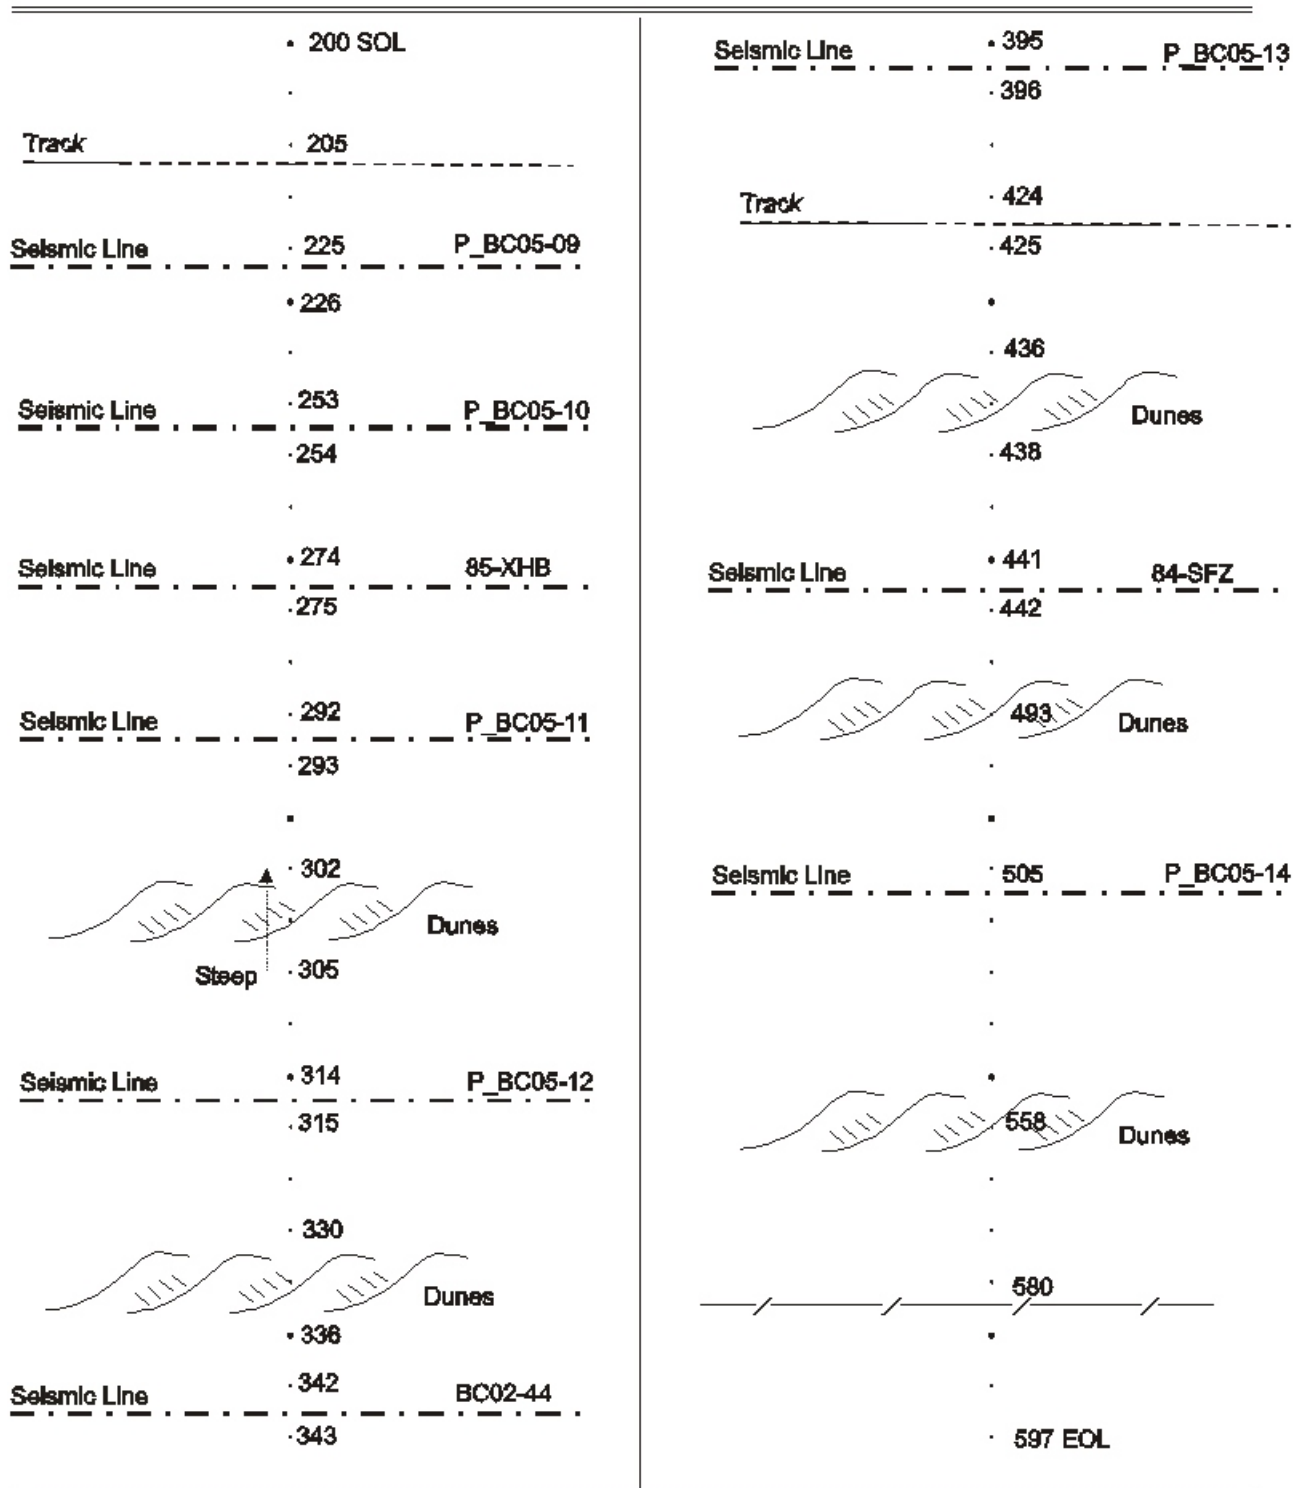 200 SOL
Track
205
Seismic Line 225 P_BC05-09
226
Seismic Line 253 P_BC05-10
254
Seismic Line 274 85-XHB
275
Seismic Line 292 P_BC05-11
293
302
Dunes
Steep 305
Seismic Line 314 P_BC05-12
315
330
Dunes
336
Seismic Line 342 BC02-44
343
Seismic Line 395 P_BC05-13
396
Track 424
425
436
Dunes
438
Seismic Line 441 84-SFZ
442
493 Dunes
Seismic Line 505 P_BC05-14
558 Dunes
580
597 EOL